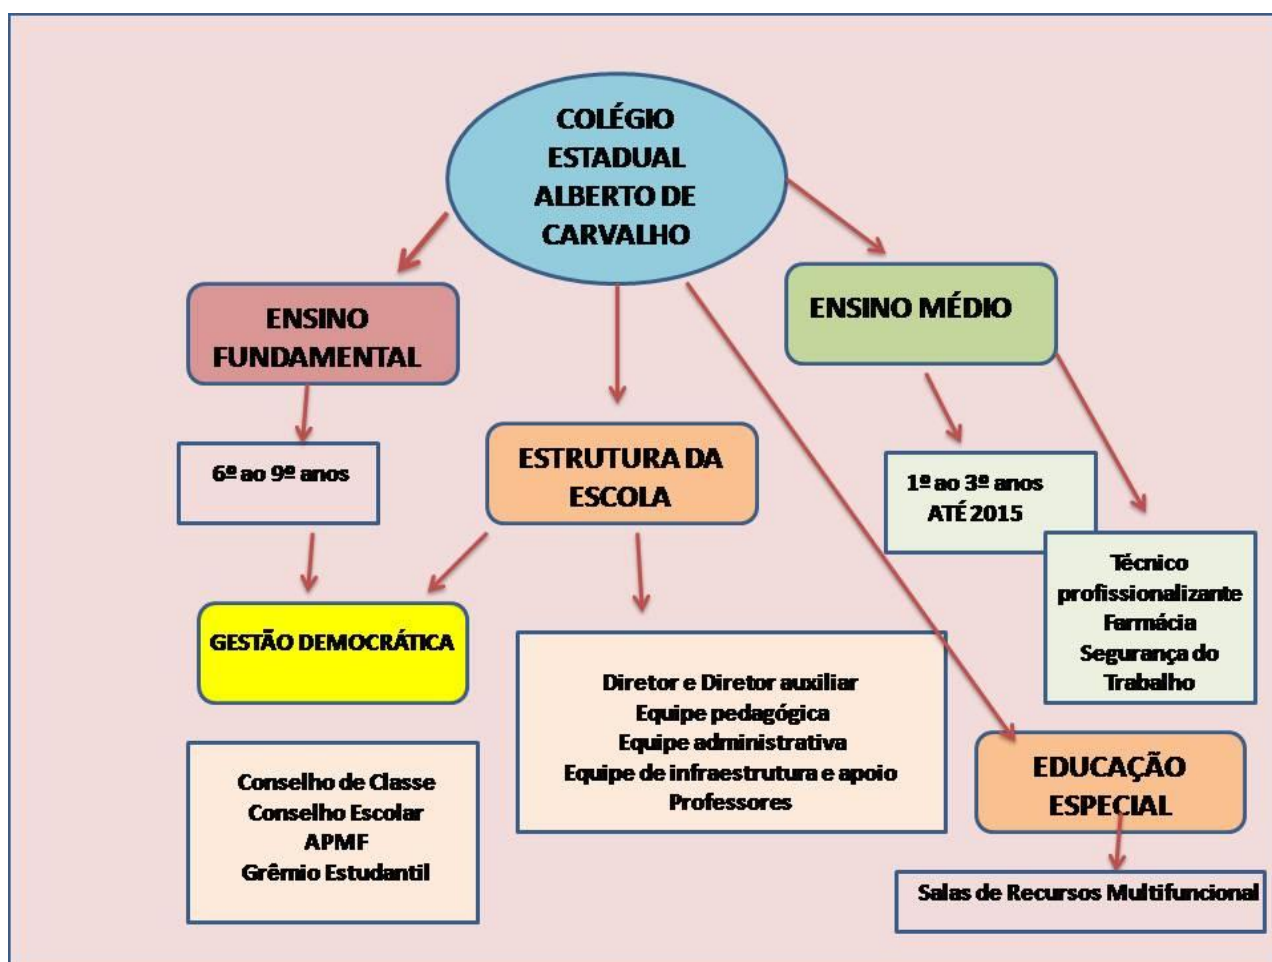 COLÉGIO
ESTADUAL
ALBERTO DE
CARVALHO
ENSINO
FUNDAMENTAL
ENSINO MÉDIO
6º ao 9º anos
ESTRUTURA DA
ESCOLA
1º ao 3º anos
ATÉ 2015
Técnico
profissionalizante
Farmácia
Segurança do
Trabalho
GESTÃO DEMOCRÁTICA
Diretor e Diretor auxiliar
Equipe pedagógica
Equipe administrativa
Equipe de infraestrutura e apoio
Professores
Conselho de Classe
Conselho Escolar
APMF
Grêmio Estudantil
EDUCAÇÃO
ESPECIAL
Salas de Recursos Multifuncional